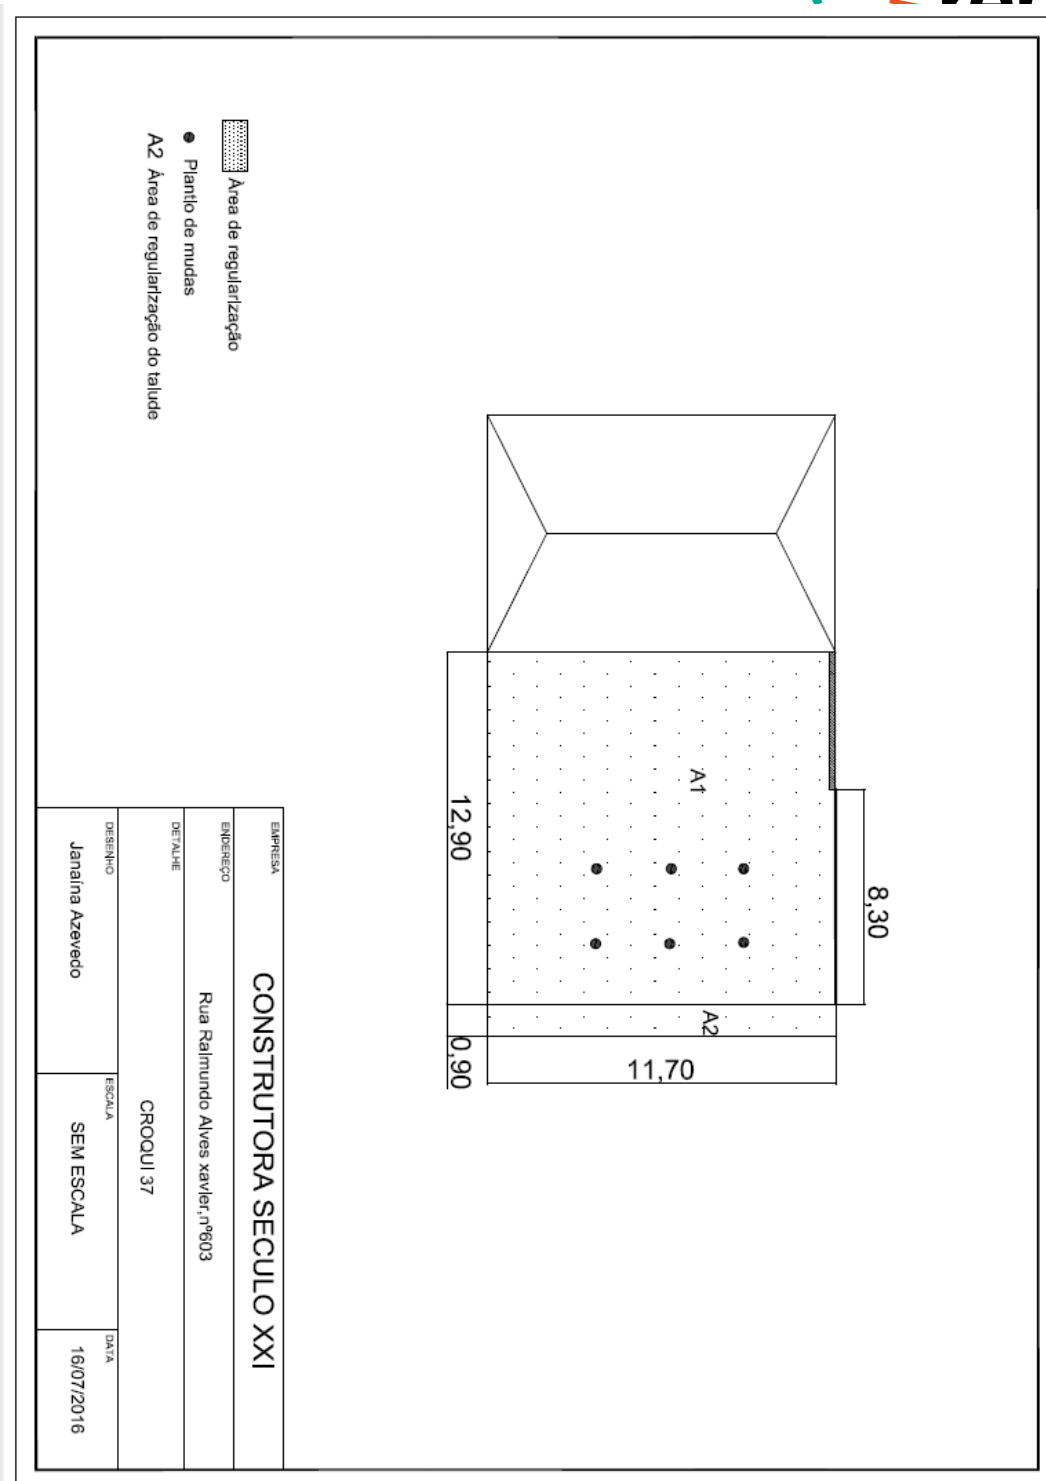 Àrea de regularização
Plantio de mudas
A2 Área de regularização do talude
A1
A2
8,30
12,90
0,90
11,70
EMPRESA
CONSTRUTORA SECULO XXI
ENDEREÇO
Rua Raimundo Alves xavier,nº603
DETALHE
CROQUI 37
DESENHO
Janaína Azevedo
ESCALA
SEM ESCALA
DATA
16/07/2016